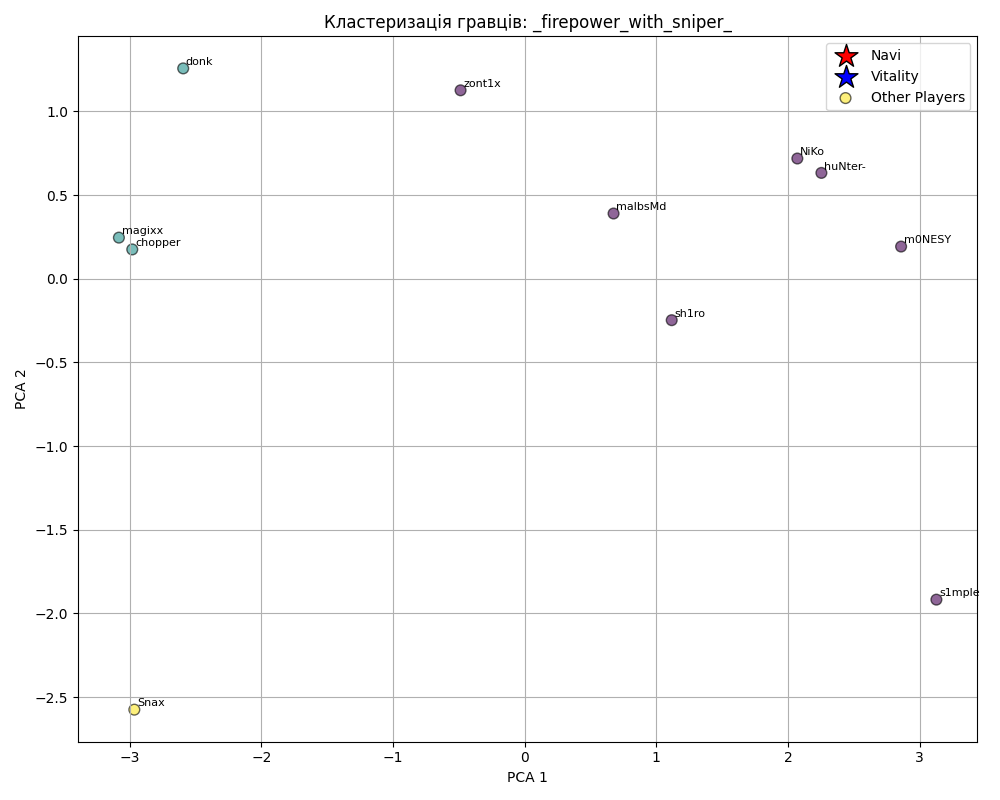 Кластеризація гравців: _firepower_with_sniper_
Navi
Vitality
Other Players
donk
zont1x
NiKo
huNter-
malbsMd
magixx
chopper
m0NESY
sh1ro
s1mple
Snax
1.0
0.5
0.0
−0.5
−1.0
−1.5
−2.0
−2.5
PCA 2
−3
−2
−1
0
1
2
3
PCA 1